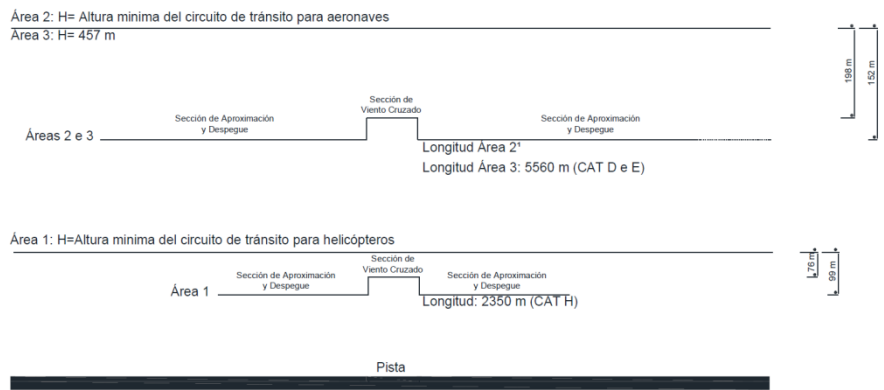 Área 2: H= Altura minima del circuito de tránsito para aeronaves
Área 3: H= 457 m
198 m
152 m
Sección de
Viento Cruzado
Sección de Aproximación
y Despegue
Sección de Aproximación
y Despegue
Áreas 2 e 3
Longitud Área 2¹
Longitud Área 3: 5560 m (CAT D e E)
Área 1: H=Altura minima del circuito de tránsito para helicópteros
76 m
99 m
Sección de
Viento Cruzado
Sección de Aproximación
y Despegue
Sección de Aproximación
y Despegue
Área 1
Longitud: 2350 m (CAT H)
Pista